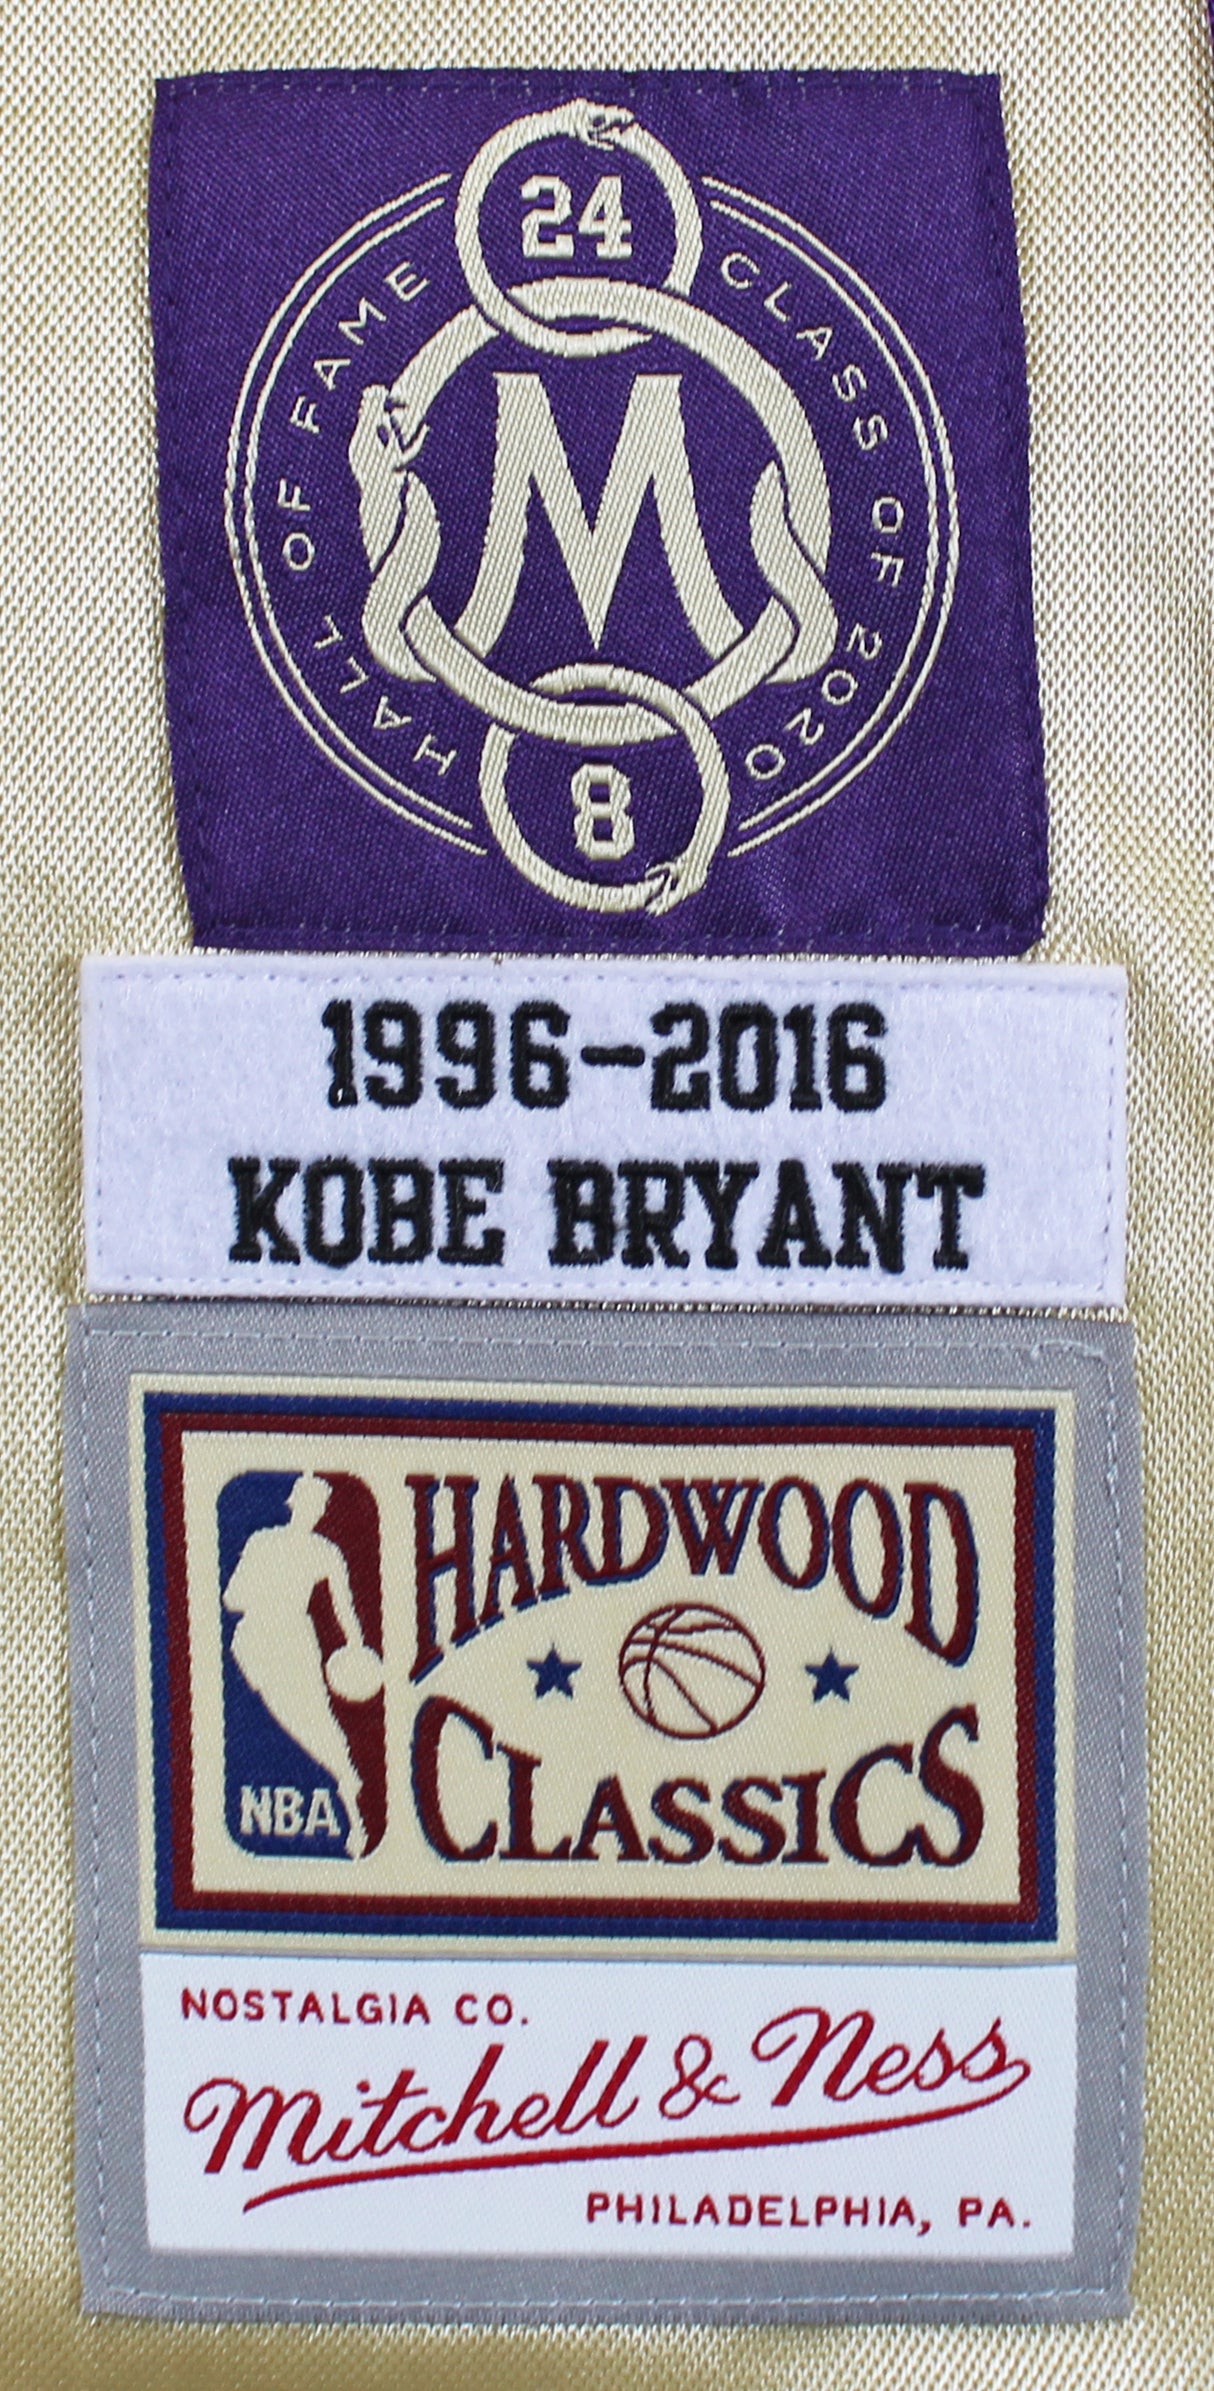 24
HALL OF FAME
CLASS OF 2020
M
8
1996-2016
KOBE BRYANT
HARDWOOD
CLASSICS
NBA
NOSTALGIA CO.
Mitchell & Ness
PHILADELPHIA, PA.